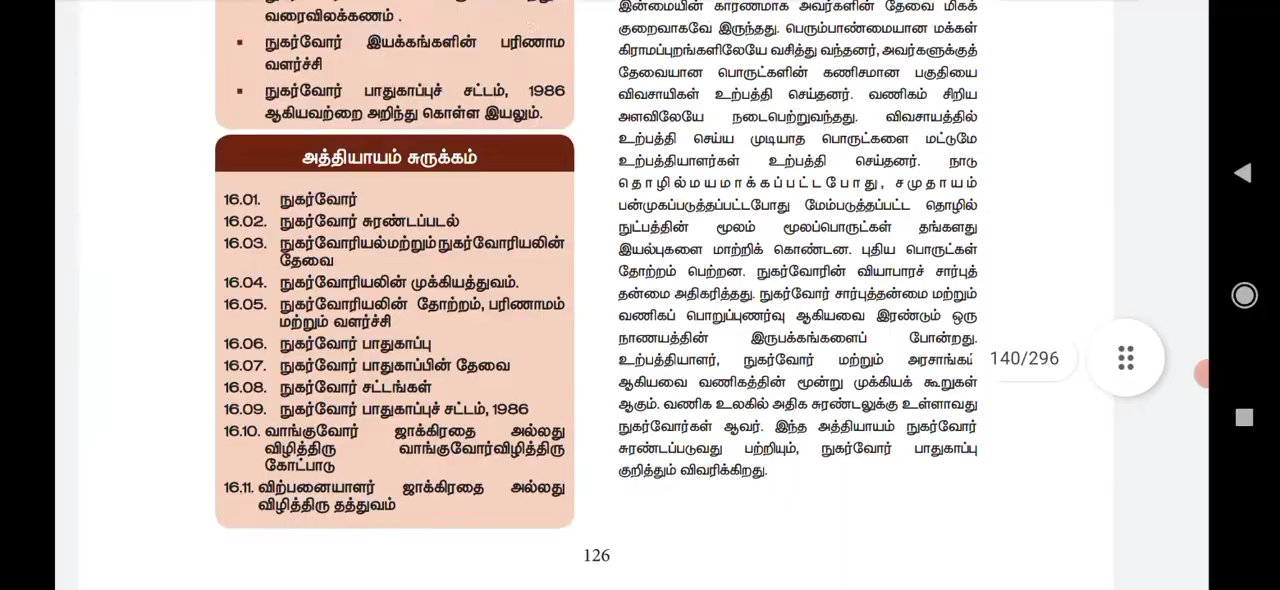 வரைவிலக்கணம் .
▪ நுகர்வோர் இயக்கங்களின் பரிணாம
வளர்ச்சி
▪ நுகர்வோர் பாதுகாப்புச் சட்டம், 1986
ஆகியவற்றை அறிந்து கொள்ள இயலும்.
அத்தியாயம் சுருக்கம்
16.01. நுகர்வோர்
16.02. நுகர்வோர் சுரண்டப்படல்
16.03. நுகர்வோரியல்மற்றும்நுகர்வோரியலின்
தேவை
16.04. நுகர்வோரியலின் முக்கியத்துவம்.
16.05. நுகர்வோரியலின் தோற்றம், பரிணாமம்
மற்றும் வளர்ச்சி
16.06. நுகர்வோர் பாதுகாப்பு
16.07. நுகர்வோர் பாதுகாப்பின் தேவை
16.08. நுகர்வோர் சட்டங்கள்
16.09. நுகர்வோர் பாதுகாப்புச் சட்டம், 1986
16.10. வாங்குவோர் ஜாக்கிரதை அல்லது
விழித்திரு வாங்குவோர்விழித்திரு
கோட்பாடு
16.11. விற்பனையாளர் ஜாக்கிரதை அல்லது
விழித்திரு தத்துவம்
இன்மையின் காரணமாக அவர்களின் தேவை மிகக்
குறைவாகவே இருந்தது. பெரும்பாண்மையான மக்கள்
கிராமப்புறங்களிலேயே வசித்து வந்தனர், அவர்களுக்குத்
தேவையான பொருட்களின் கணிசமான பகுதியை
விவசாயிகள் உற்பத்தி செய்தனர். வணிகம் சிறிய
அளவிலேயே நடைபெற்றுவந்தது. விவசாயத்தில்
உற்பத்தி செய்ய முடியாத பொருட்களை மட்டுமே
உற்பத்தியாளர்கள் உற்பத்தி செய்தனர். நாடு
தொழில்மயமாக்கப்பட்டபோது, சமுதாயம்
பன்முகப்படுத்தப்பட்டபோது மேம்படுத்தப்பட்ட தொழில்
நுட்பத்தின் மூலம் மூலப்பொருட்கள் தங்களது
இயல்புகளை மாற்றிக் கொண்டன. புதிய பொருட்கள்
தோற்றம் பெற்றன. நுகர்வோரின் வியாபாரச் சார்புத்
தன்மை அதிகரித்தது. நுகர்வோர் சார்புத்தன்மை மற்றும்
வணிகப் பொறுப்புணர்வு ஆகியவை இரண்டும் ஒரு
நாணயத்தின் இருபக்கங்களைப் போன்றது.
உற்பத்தியாளர், நுகர்வோர் மற்றும் அரசாங்கம்
ஆகியவை வணிகத்தின் மூன்று முக்கியக் கூறுகள்
ஆகும். வணிக உலகில் அதிக சுரண்டலுக்கு உள்ளாவது
நுகர்வோர்கள் ஆவர். இந்த அத்தியாயம் நுகர்வோர்
சுரண்டப்படுவது பற்றியும், நுகர்வோர் பாதுகாப்பு
குறித்தும் விவரிக்கிறது.
140/296
126